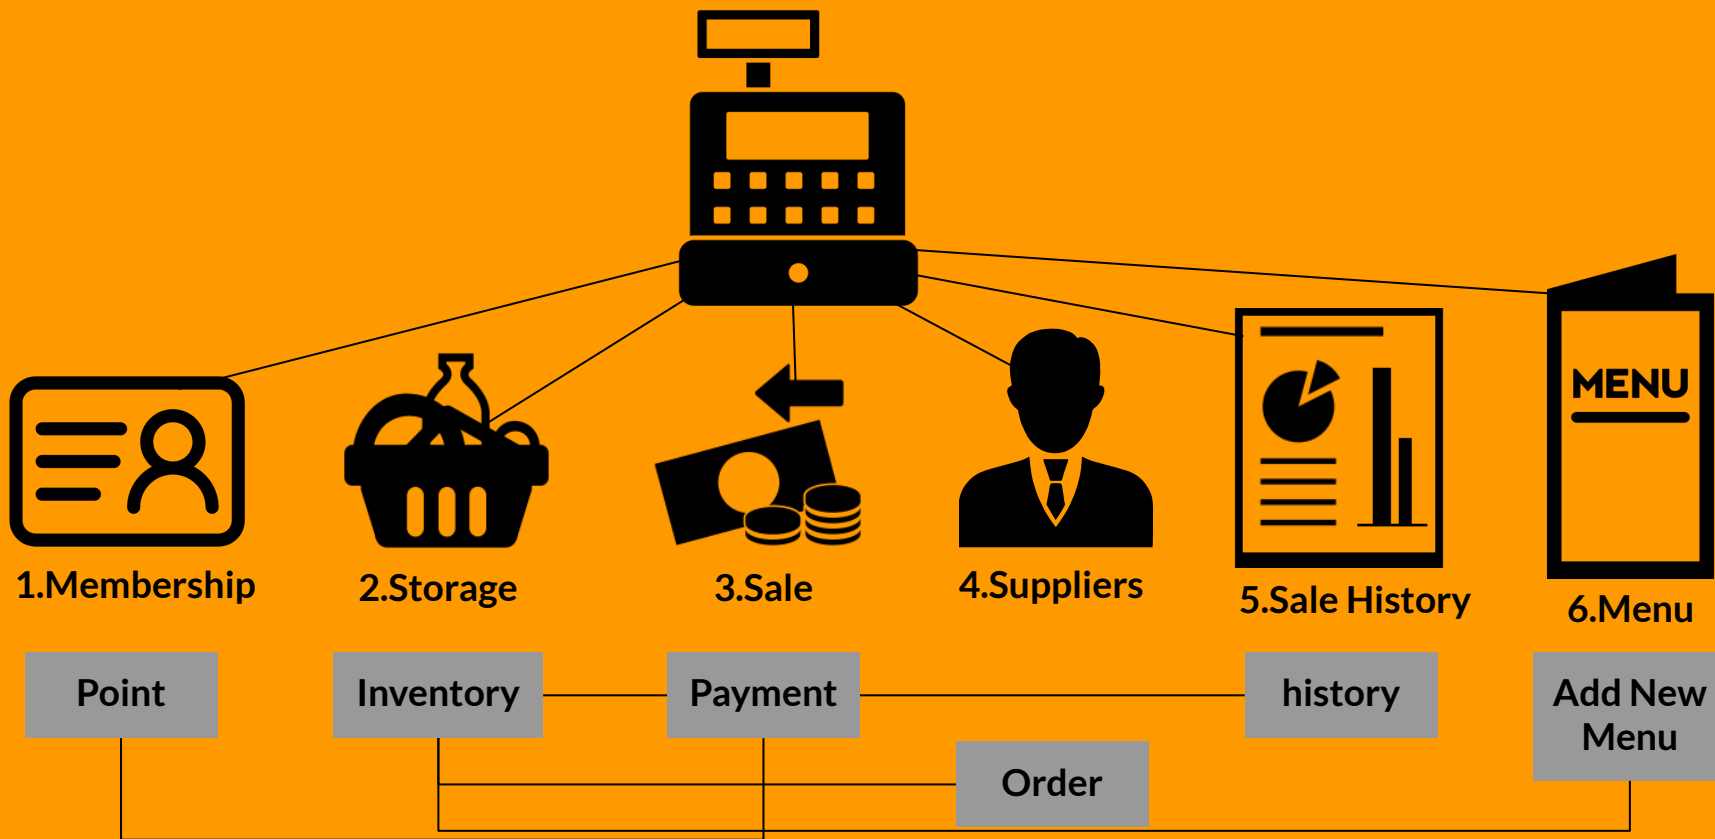 MENU
1.Membership
2.Storage
3.Sale
4.Suppliers
5.Sale History
6.Menu
Point
Inventory
Payment
history
Add New
Menu
Order